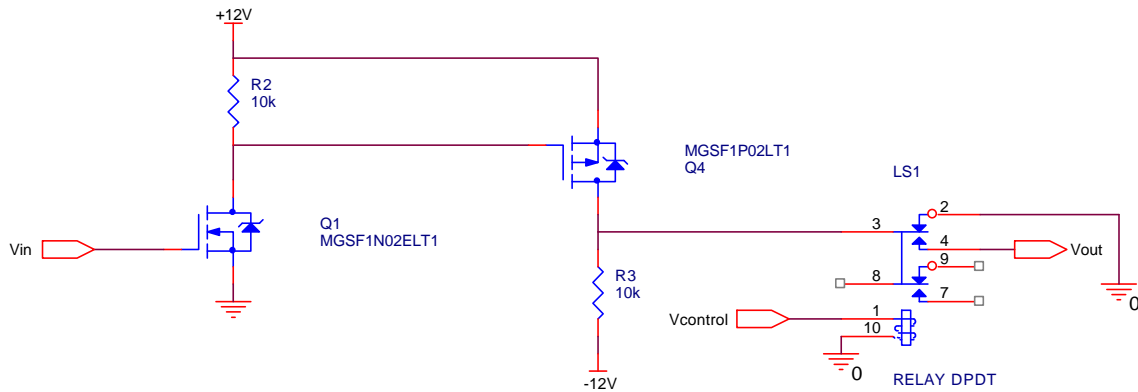 +12V
R2
10k
MGSF1P02LT1
Q4
LS1
Q1
MGSF1N02ELT1
Vin
2
3
4
Vout
9
8
7
R3
10k
0
Vcontrol
1
10
0
-12V
RELAY DPDT